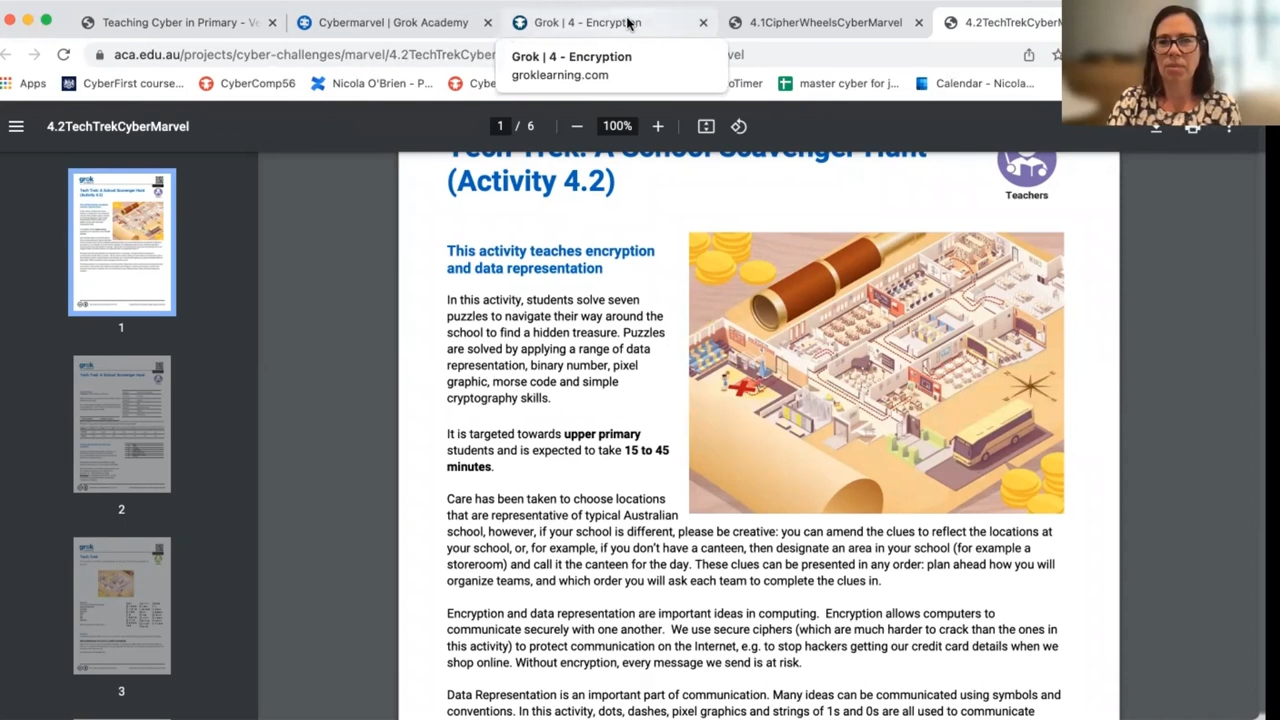 Teaching Cyber in Primary - Ve
Cybermarvel | Grok Academy
Grok | 4 - Encryption
4.1CipherWheelsCyberMarvel
4.2TechTrekCyberM
aca.edu.au/projects/cyber-challenges/marvel/4.2TechTrekCyber
vel
Grok | 4 - Encryption
groklearning.com
Apps
CyberFirst course...
CyberComp56
Nicola O'Brien - P...
Cybe
oTimer
master cyber for j...
Calendar - Nicola...
4.2TechTrekCyberMarvel
1 / 6
100%
Tech Trek: A School Scavenger Hunt
(Activity 4.2)
Teachers
This activity teaches encryption
and data representation
In this activity, students solve seven
puzzles to navigate their way around the
school to find a hidden treasure. Puzzles
are solved by applying a range of data
representation, binary number, pixel
graphic, morse code and simple
cryptography skills.
It is targeted towards upper primary
students and is expected to take 15 to 45
minutes.
Care has been taken to choose locations
that are representative of typical Australian
school, however, if your school is different, please be creative: you can amend the clues to reflect the locations at
your school, or, for example, if you don't have a canteen, then designate an area in your school (for example a
storeroom) and call it the canteen for the day. These clues can be presented in any order: plan ahead how you will
organize teams, and which order you will ask each team to complete the clues in.
Encryption and data representation are important ideas in computing. Encryption allows computers to
communicate securely with one another. We use secure ciphers (which are much harder to crack than the ones in
this activity) to protect communication on the Internet, e.g. to stop hackers getting our credit card details when we
shop online. Without encryption, every message we send is at risk.
Data Representation is an important part of communication. Many ideas can be communicated using symbols and
conventions. In this activity, dots, dashes, pixel graphics and strings of 1s and 0s are all used to communicate
1
2
3